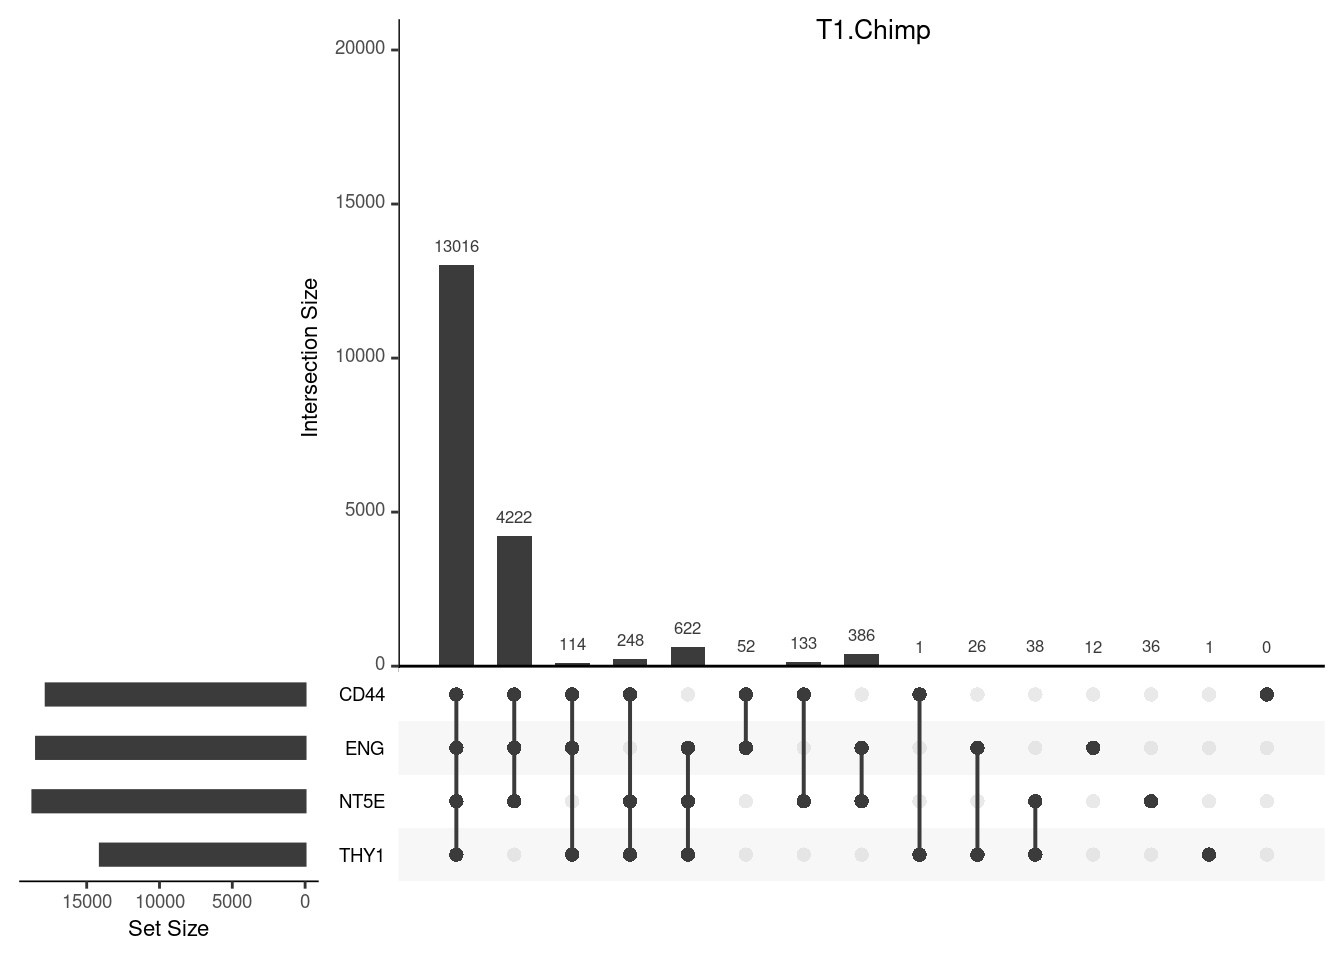 T1.Chimp
20000
15000
10000
5000
0
Intersection Size
13016
4222
114
248
622
52
133
386
1
26
38
12
36
1
0
CD44
ENG
NT5E
THY1
15000 10000 5000 0
Set Size